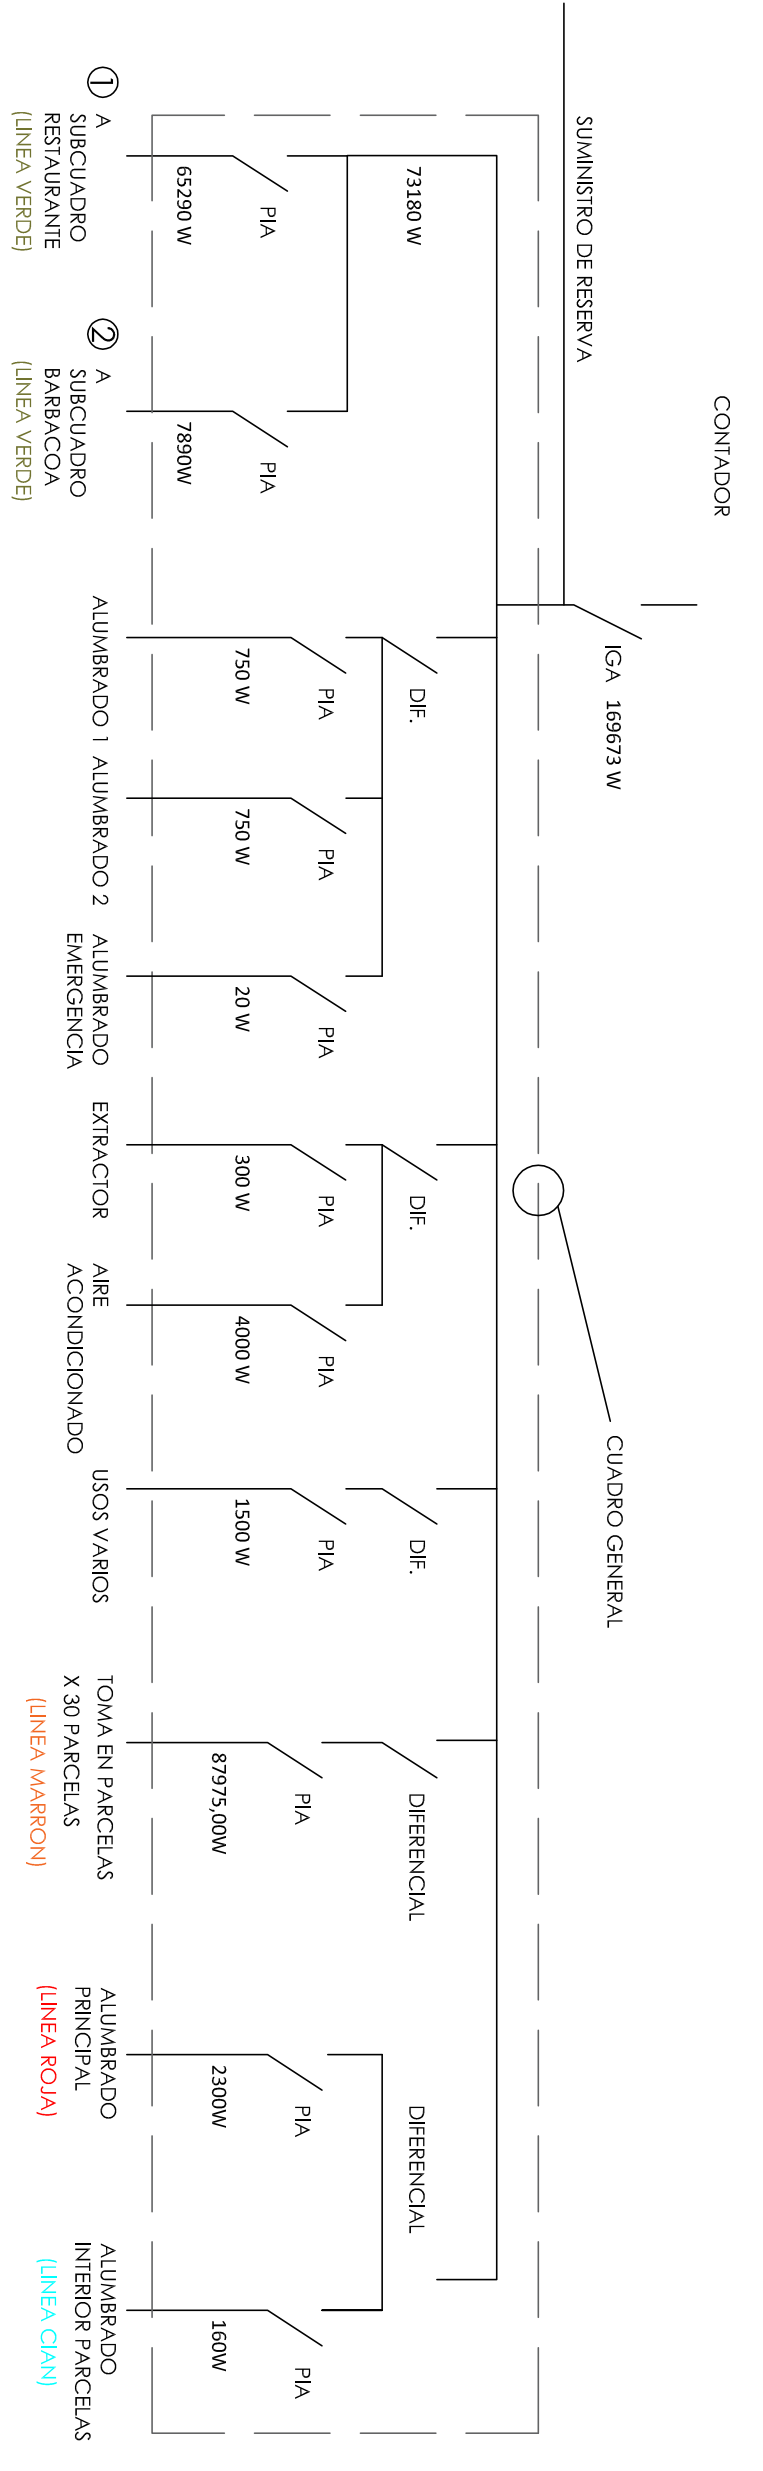 CONTADOR
SUMINISTRO DE RESERVA
IGA 169673 W
CUADRO GENERAL
73180 W
PIA
65290 W
1
A
SUBCUADRO
RESTAURANTE
(LINEA VERDE)
PIA
7890W
2
A
SUBCUADRO
BARBACOA
(LINEA VERDE)
DIF.
PIA
750 W
ALUMBRADO 1
PIA
750 W
ALUMBRADO 2
PIA
20 W
ALUMBRADO
EMERGENCIA
DIF.
PIA
300 W
EXTRACTOR
PIA
4000 W
AIRE
ACONDICIONADO
DIF.
PIA
1500 W
USOS VARIOS
DIFERENCIAL
PIA
87975,00W
TOMA EN PARCELAS
X 30 PARCELAS
(LINEA MARRON)
DIFERENCIAL
PIA
2300W
ALUMBRADO
PRINCIPAL
(LINEA ROJA)
PIA
160W
ALUMBRADO
INTERIOR PARCELAS
(LINEA CIAN)